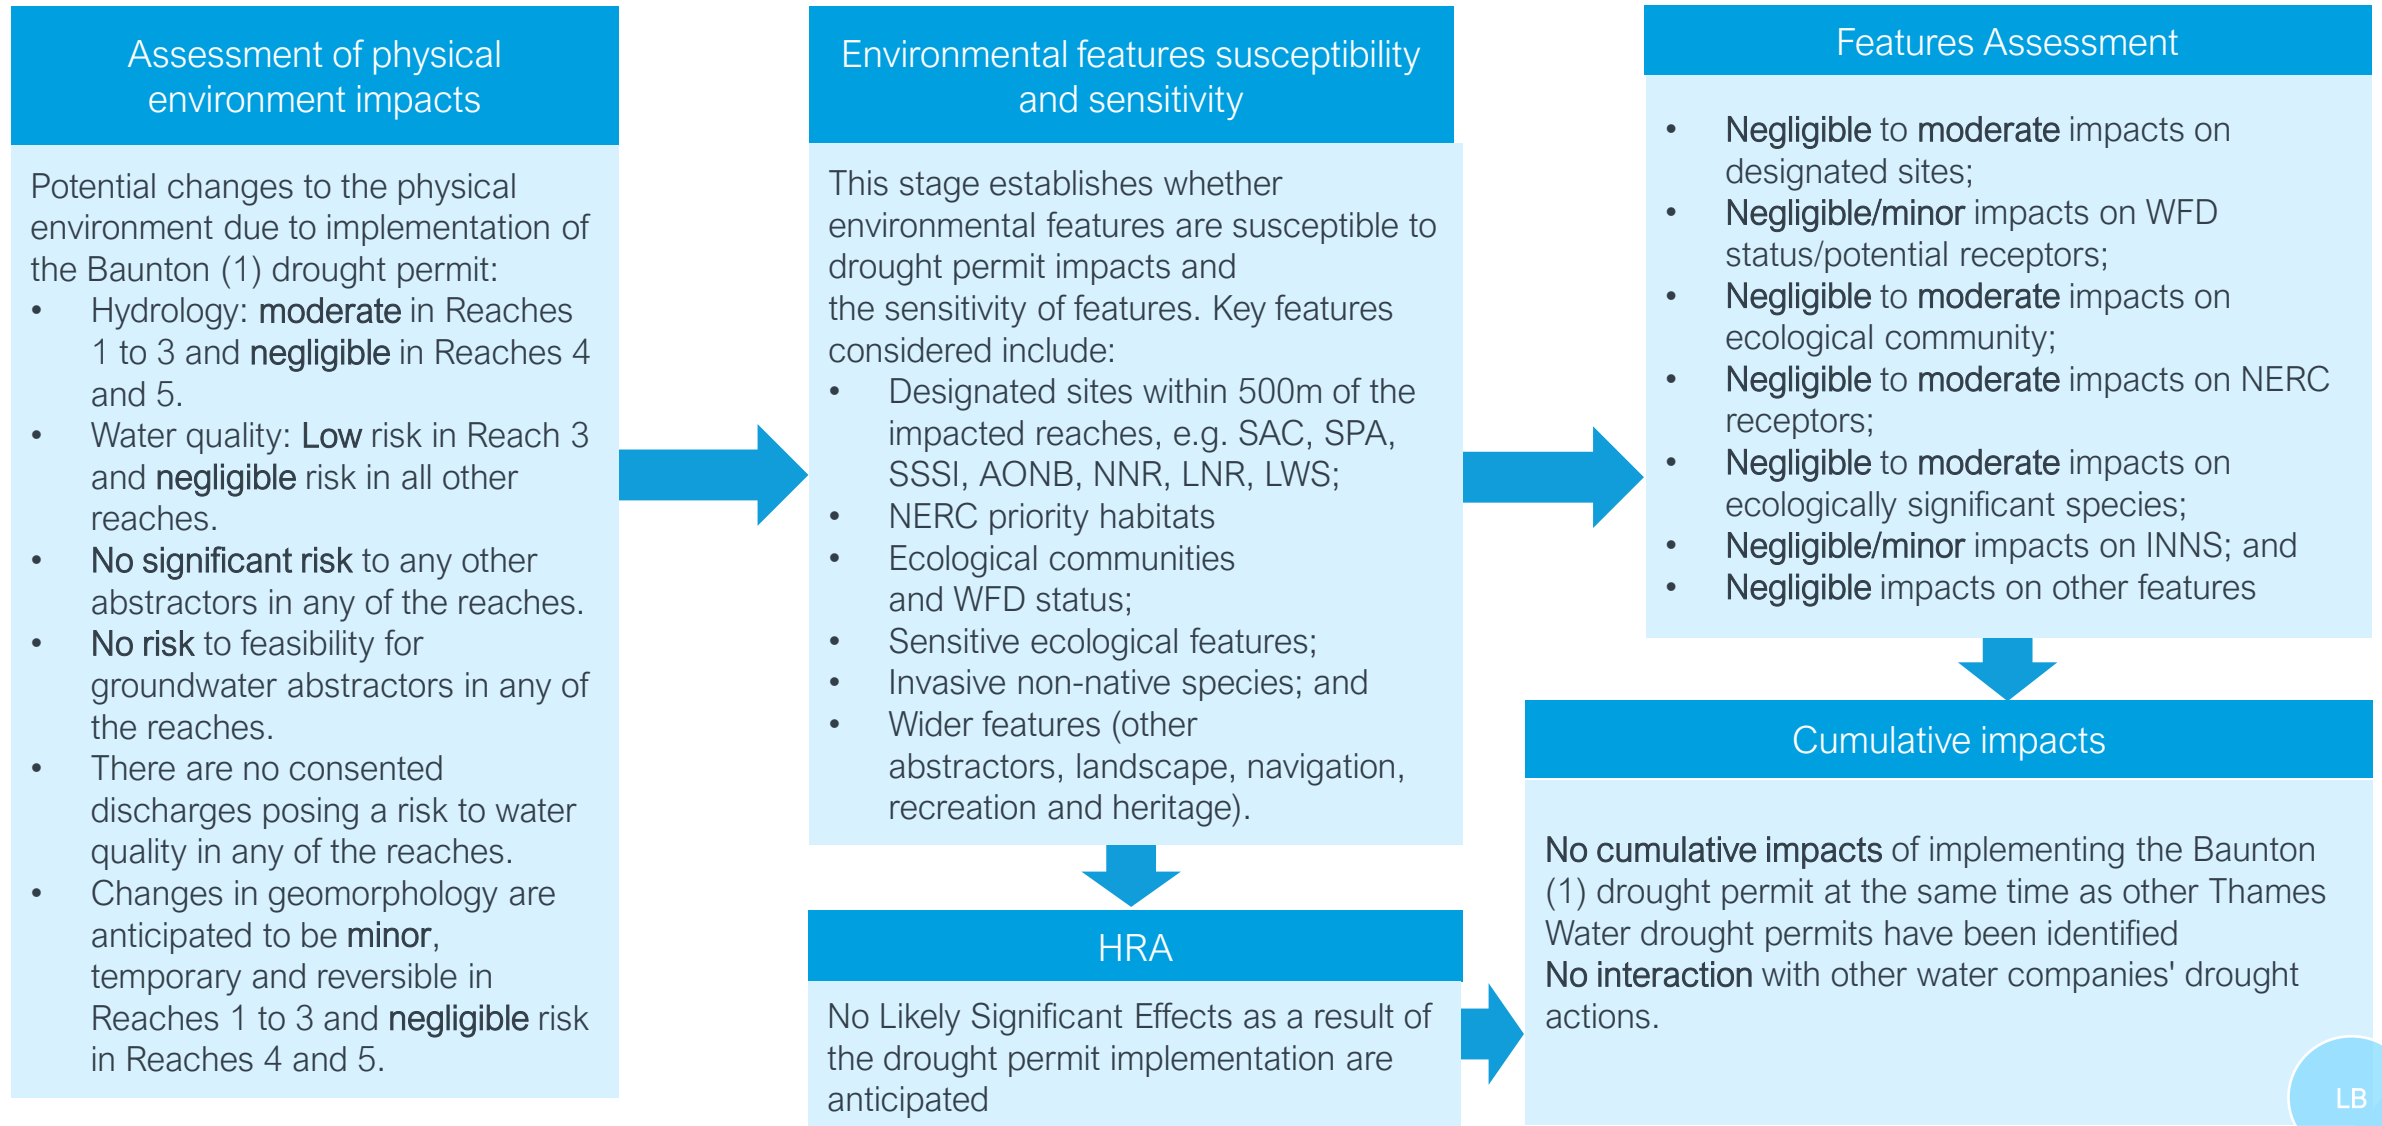 Assessment of physical
environment impacts
Potential changes to the physical
environment due to implementation of
the Baunton (1) drought permit:
• Hydrology: moderate in Reaches
1 to 3 and negligible in Reaches 4
and 5.
• Water quality: Low risk in Reach 3
and negligible risk in all other
reaches.
• No significant risk to any other
abstractors in any of the reaches.
• No risk to feasibility for
groundwater abstractors in any of
the reaches.
• There are no consented
discharges posing a risk to water
quality in any of the reaches.
• Changes in geomorphology are
anticipated to be minor,
temporary and reversible in
Reaches 1 to 3 and negligible risk
in Reaches 4 and 5.
Environmental features susceptibility
and sensitivity
This stage establishes whether
environmental features are susceptible to
drought permit impacts and
the sensitivity of features. Key features
considered include:
• Designated sites within 500m of the
impacted reaches, e.g. SAC, SPA,
SSSI, AONB, NNR, LNR, LWS;
• NERC priority habitats
• Ecological communities
and WFD status;
• Sensitive ecological features;
• Invasive non-native species; and
• Wider features (other
abstractors, landscape, navigation,
recreation and heritage).
HRA
No Likely Significant Effects as a result of
the drought permit implementation are
anticipated
Features Assessment
• Negligible to moderate impacts on
designated sites;
• Negligible/minor impacts on WFD
status/potential receptors;
• Negligible to moderate impacts on
ecological community;
• Negligible to moderate impacts on NERC
receptors;
• Negligible to moderate impacts on
ecologically significant species;
• Negligible/minor impacts on INNS; and
• Negligible impacts on other features
Cumulative impacts
No cumulative impacts of implementing the Baunton
(1) drought permit at the same time as other Thames
Water drought permits have been identified
No interaction with other water companies' drought
actions.
LB